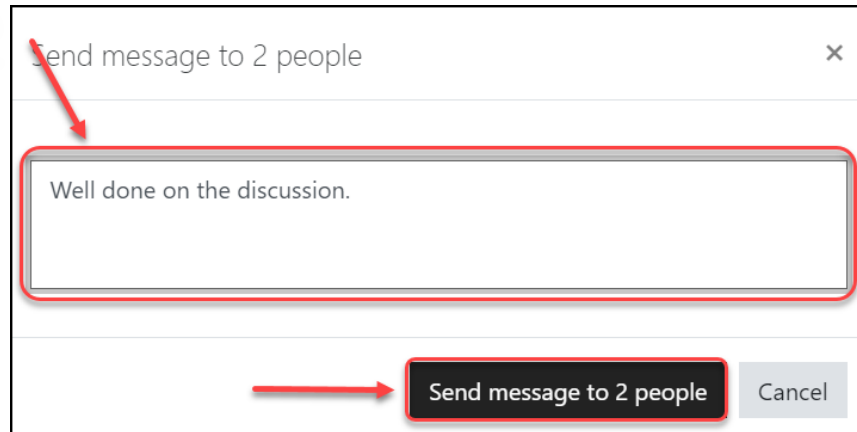 Send message to 2 people
Well done on the discussion.
Send message to 2 people
Cancel